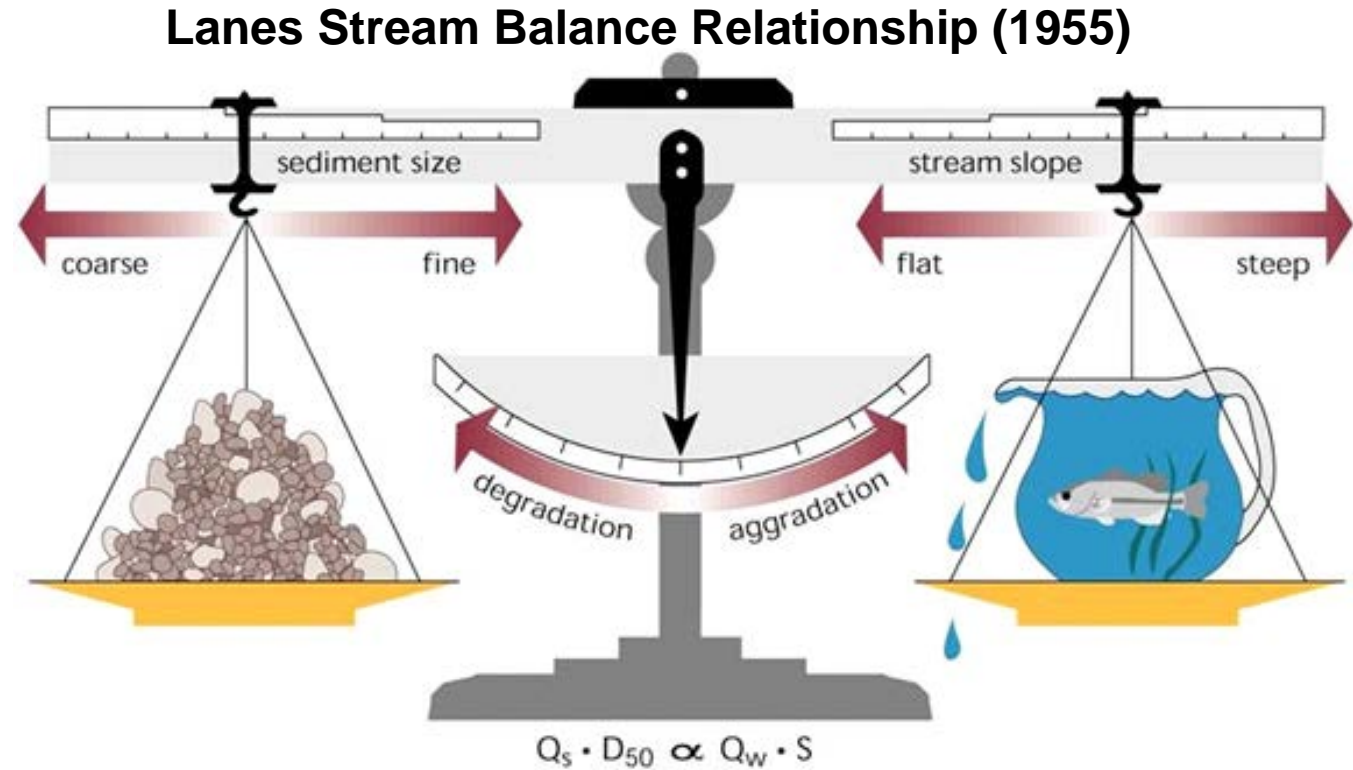 Lanes Stream Balance Relationship (1955)
sediment size
stream slope
coarse
fine
flat
steep
degradation
aggradation
Qₛ • D₅₀ ∝ Q𝓌 • S